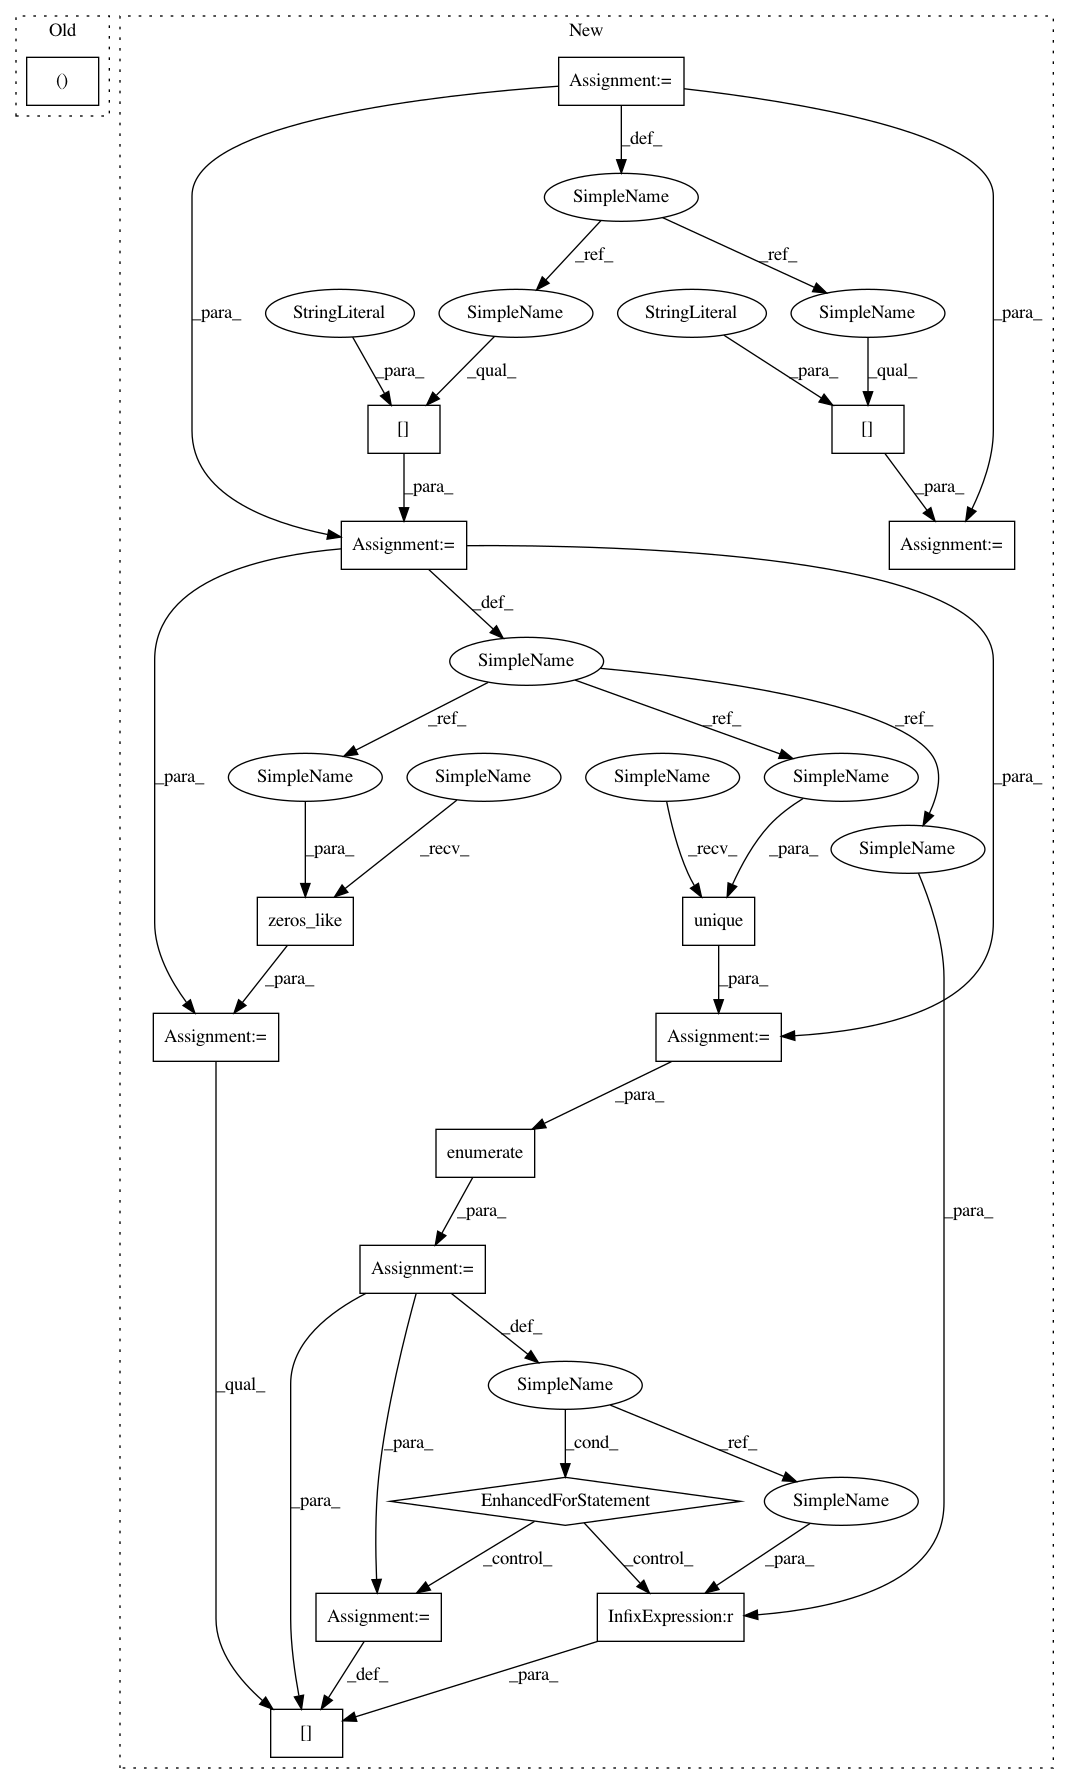 Old
New
()
Assignment:=
_def_
SimpleName
_ref_
_ref_
_para_
StringLiteral
SimpleName
StringLiteral
SimpleName
_para_
_para_
_qual_
_para_
_qual_
[]
[]
_para_
_para_
Assignment:=
Assignment:=
_def_
SimpleName
_ref_
_ref_
_ref_
_para_
SimpleName
SimpleName
SimpleName
SimpleName
_para_
SimpleName
_para_
_recv_
_recv_
_para_
zeros_like
unique
_para_
_para_
Assignment:=
Assignment:=
_para_
enumerate
_para_
_para_
Assignment:=
_def_
_qual_
SimpleName
_para_
_cond_
_ref_
_para_
EnhancedForStatement
SimpleName
_control_
_control_
_para_
Assignment:=
InfixExpression:r
_def_
_para_
[]